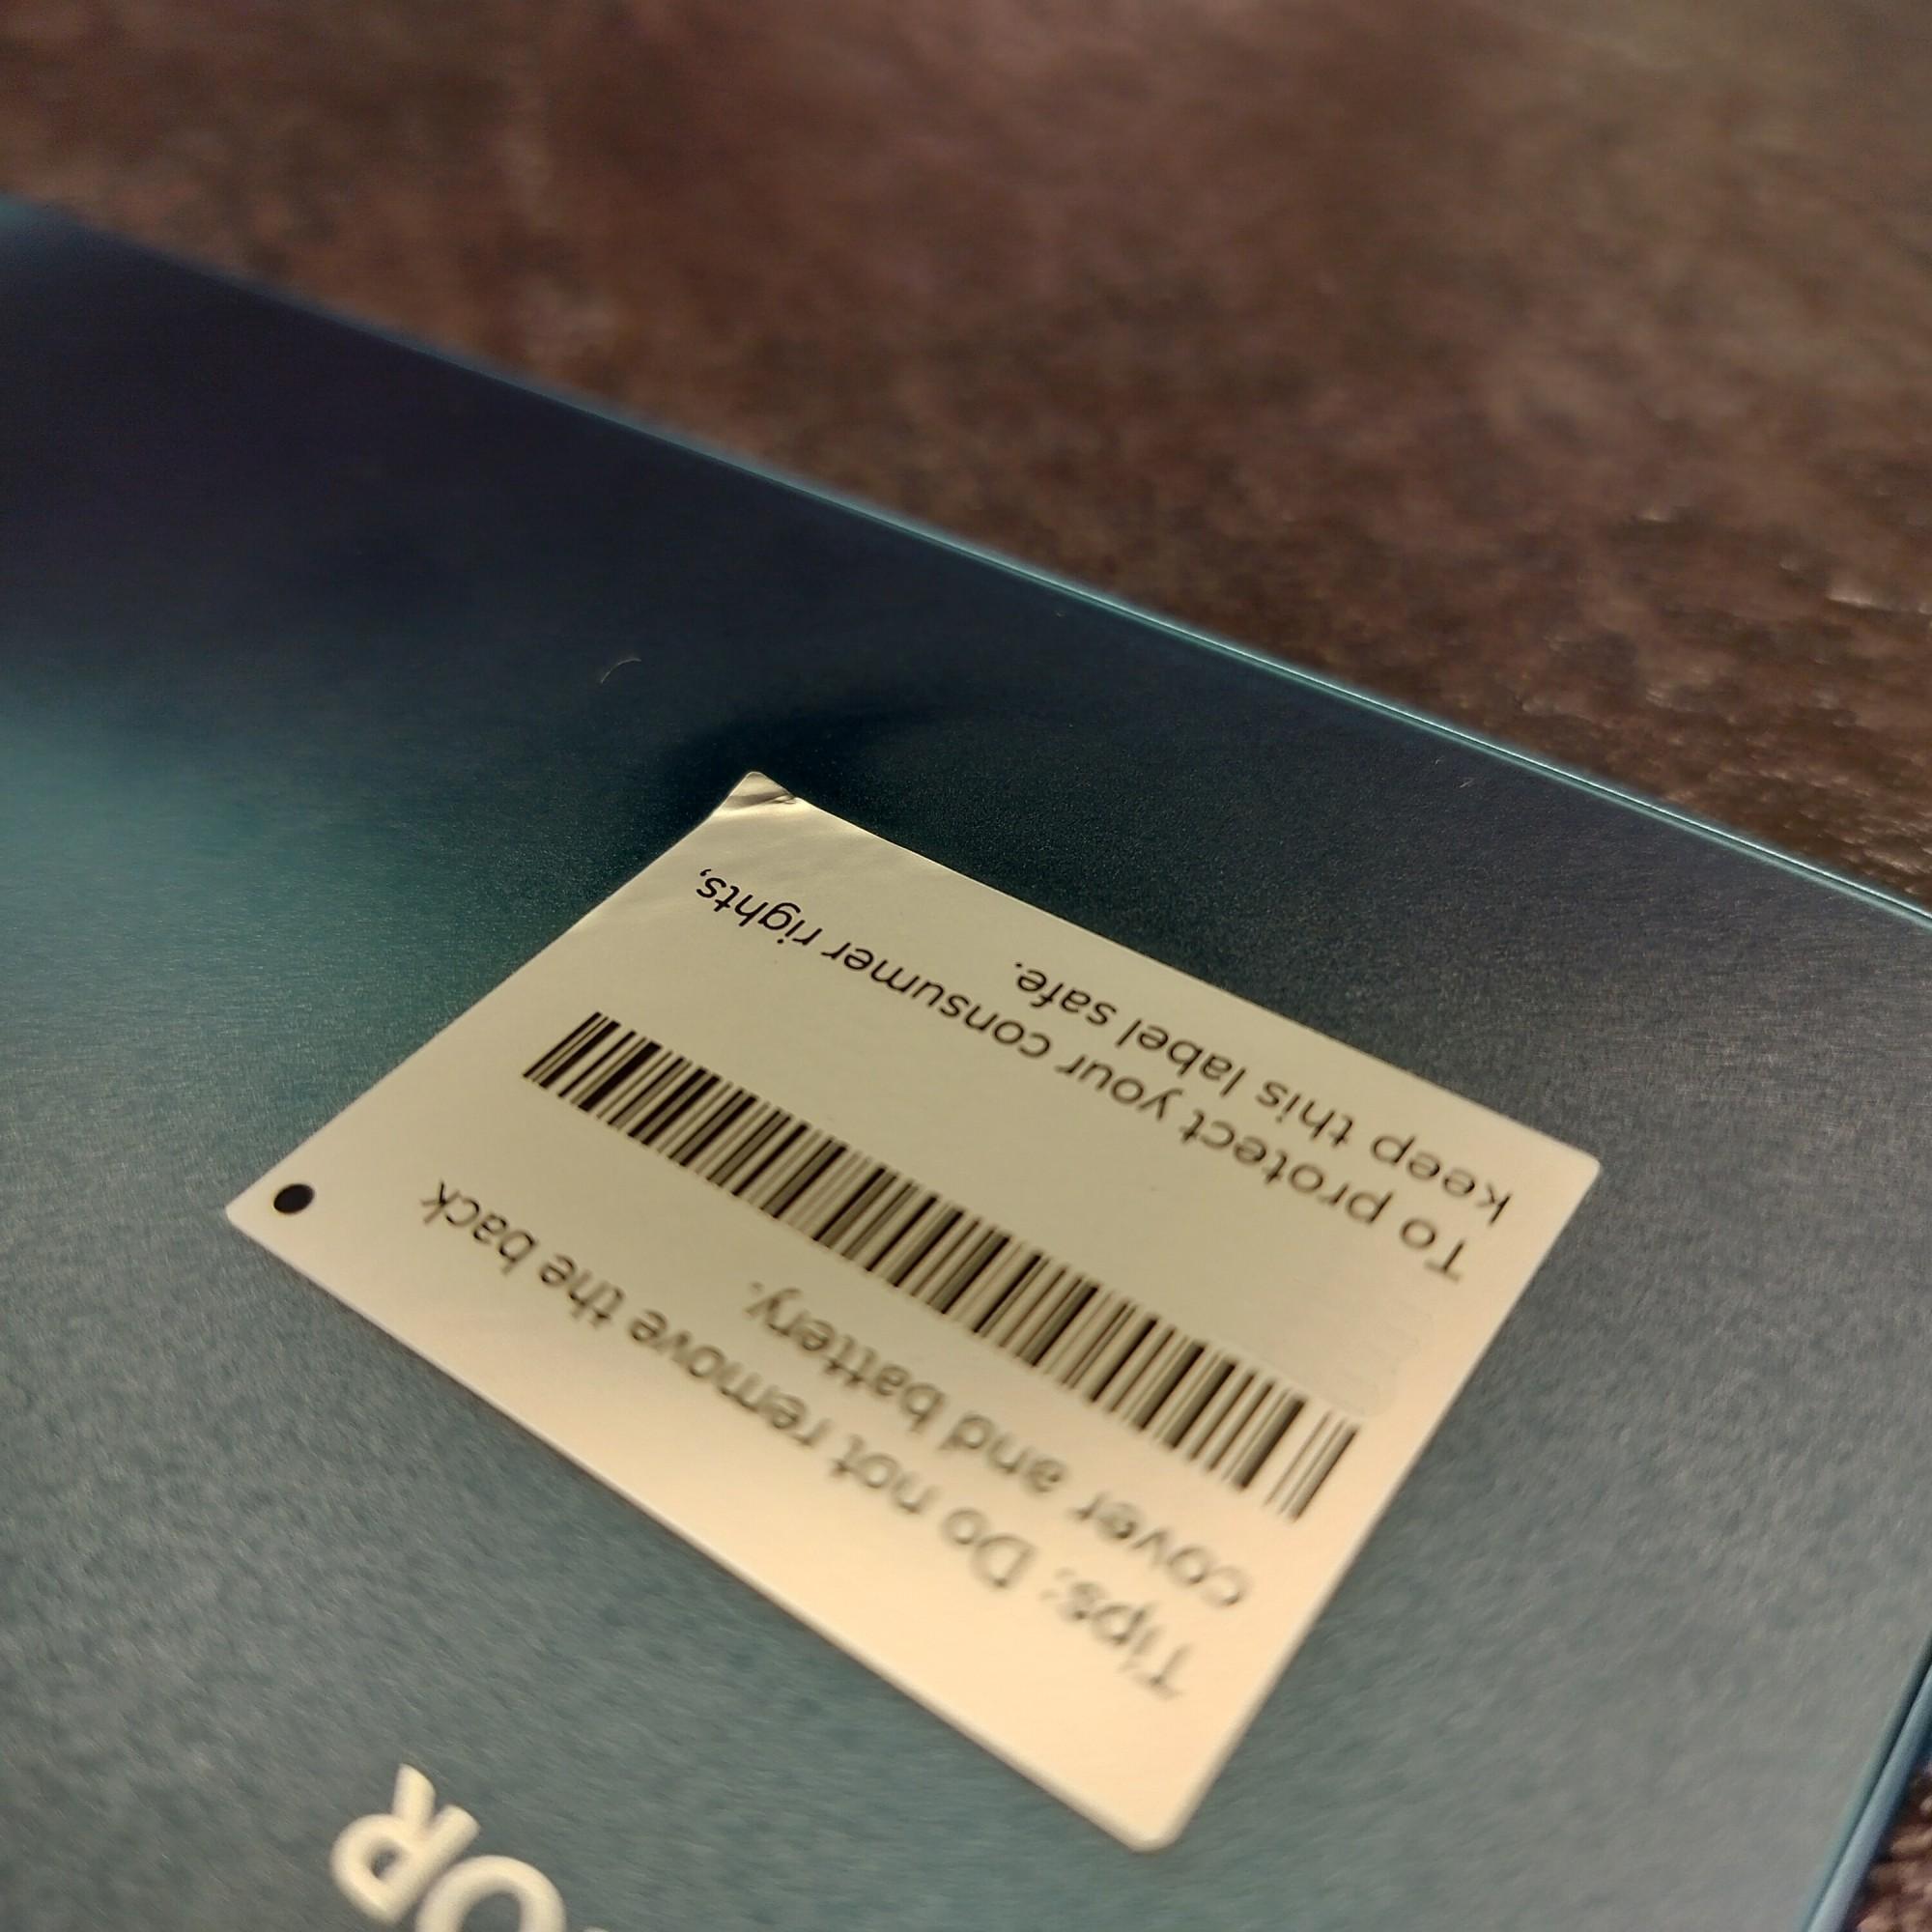 Tips: Do not remove the back
cover and battery.
To protect your consumer rights,
keep this label safe.
OR